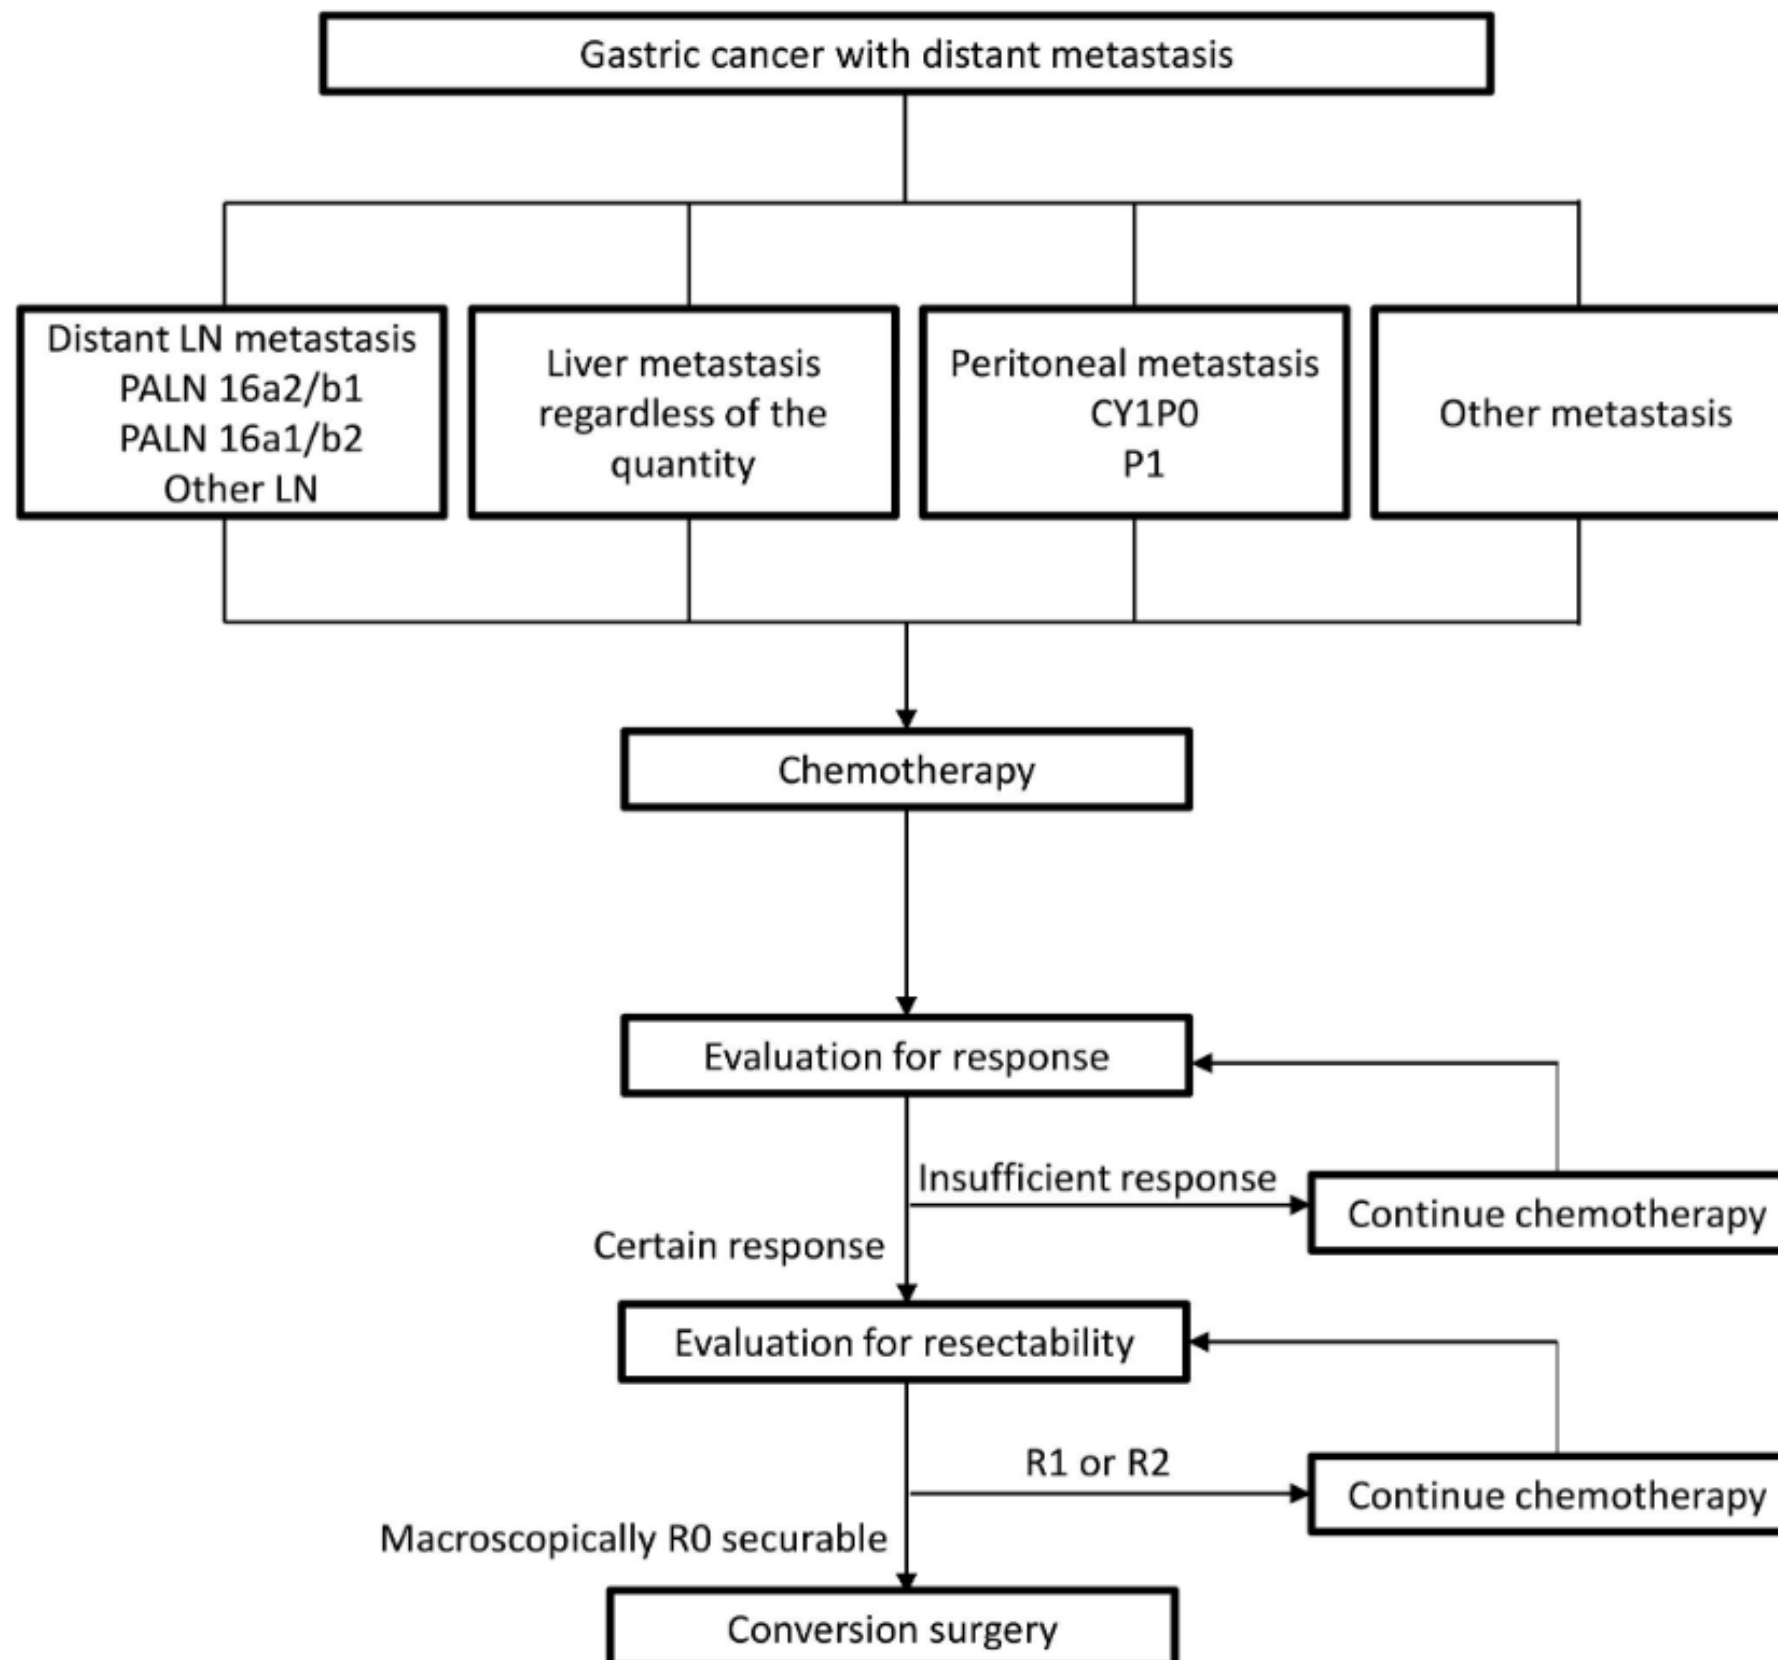 Gastric cancer with distant metastasis
Distant LN metastasis
PALN 16a2/b1
PALN 16a1/b2
Other LN
Liver metastasis
regardless of the
quantity
Peritoneal metastasis
CY1P0
P1
Other metastasis
Chemotherapy
Evaluation for response
Insufficient response
Continue chemotherapy
Certain response
Evaluation for resectability
R1 or R2
Continue chemotherapy
Macroscopically R0 securable
Conversion surgery